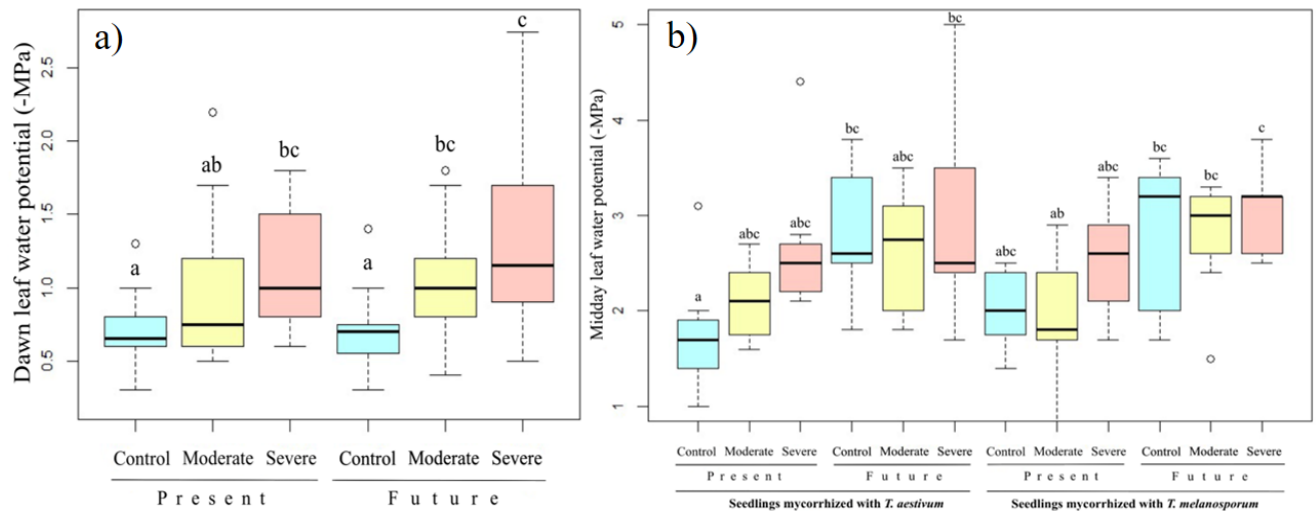 a)
Dawn leaf water potential (-MPa)
2.5
2.0
1.5
1.0
0.5
a
ab
bc
a
bc
c
Control Moderate Severe Control Moderate Severe
Present Future
b)
Midday leaf water potential (-MPa)
5
4
3
2
1
a
abc
abc
bc
abc
bc
abc
ab
abc
bc
bc
c
Control Moderate Severe Control Moderate Severe Control Moderate Severe Control Moderate Severe
Present Future Present Future
Seedlings mycorrhized with T. aestivum Seedlings mycorrhized with T. melanosporum